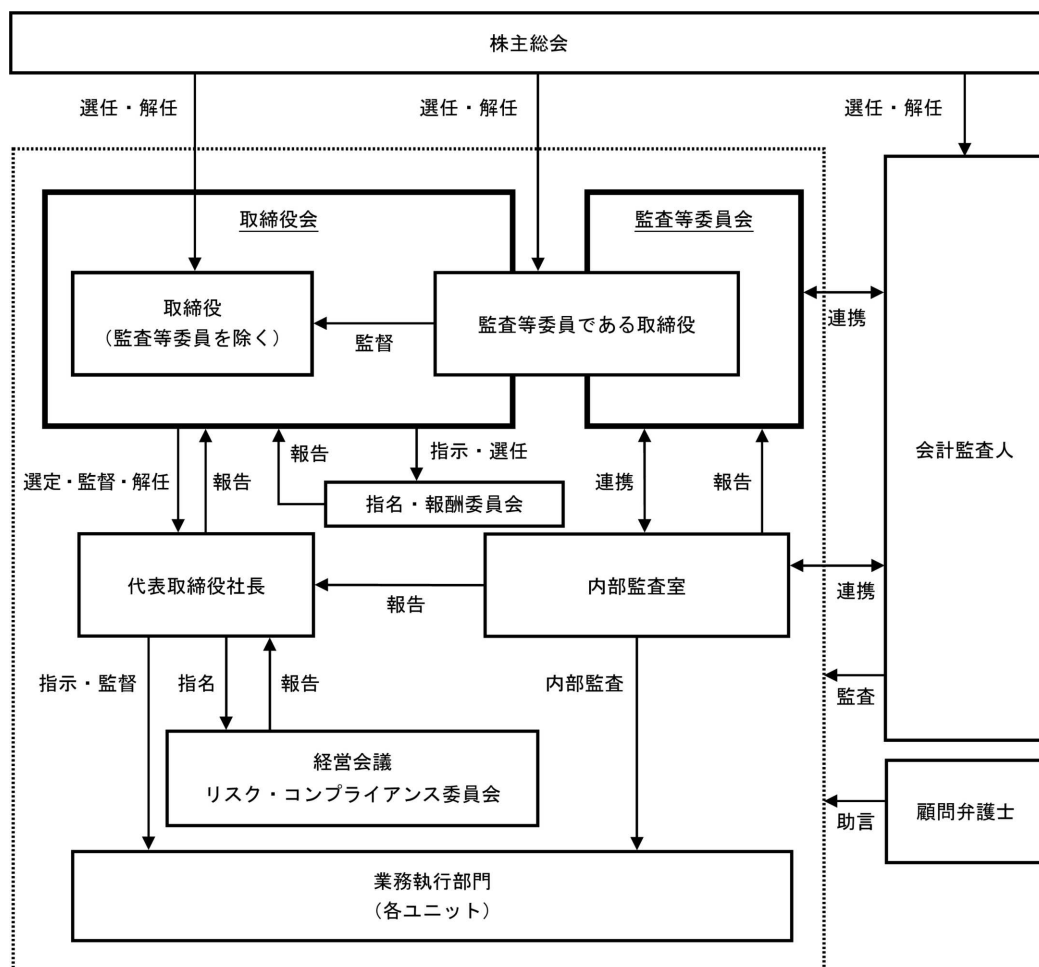 株主総会
選任・解任
選任・解任
選任・解任
取締役会
監査等委員会
取締役
（監査等委員を除く）
監督
監査等委員である取締役
連携
会計監査人
選定・監督・解任
報告
報告
指示・選任
連携
報告
指名・報酬委員会
代表取締役社長
報告
内部監査室
連携
指示・監督
指名
報告
内部監査
監査
経営会議
リスク・コンプライアンス委員会
助言
顧問弁護士
業務執行部門
（各ユニット）